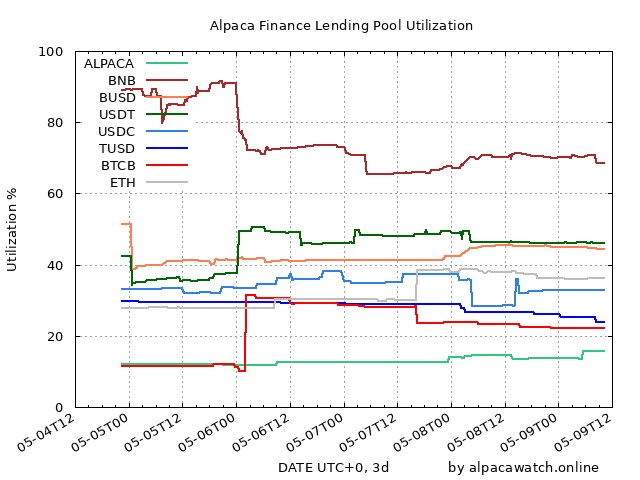 Alpaca Finance Lending Pool Utilization
100
80
60
40
20
0
Utilization %
ALPACA
BNB
BUSD
USDT
USDC
TUSD
BTCB
ETH
05-04T12
05-05T00
05-05T12
05-06T00
05-06T12
05-07T00
05-07T12
05-08T00
05-08T12
05-09T00
05-09T12
DATE UTC+0, 3d
by alpacawatch.online